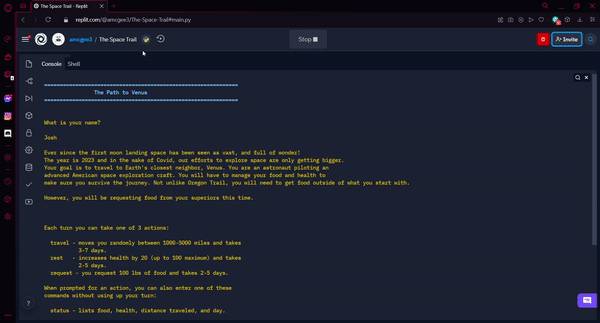 The Space Trail - Replit
replit.com/@amcgee3/The-Space-Trail#main.py
amcgee3 / The Space Trail
Stop
Invite
Console Shell
============================================================
The Path to Venus
============================================================
What is your name?
Josh
Ever since the first moon landing space has been seen as vast, and full of wonder!
The year is 2023 and in the wake of Covid, our efforts to explore space are only getting bigger.
Your goal is to travel to Earth's closest neighbor, Venus. You are an astronaut piloting an
advanced American space exploration craft. You will have to manage your food and health to
make sure you survive the journey. Not unlike Oregon Trail, you will need to get food outside of what you start with.
However, you will be requesting food from your superiors this time.
Each turn you can take one of 3 actions:
travel - moves you randomly between 1000-5000 miles and takes
3-7 days.
rest - increases health by 20 (up to 100 maximum) and takes
2-5 days.
request - you request 100 lbs of food and takes 2-5 days.
When prompted for an action, you can also enter one of these
commands without using up your turn:
status - lists food, health, distance traveled, and day.